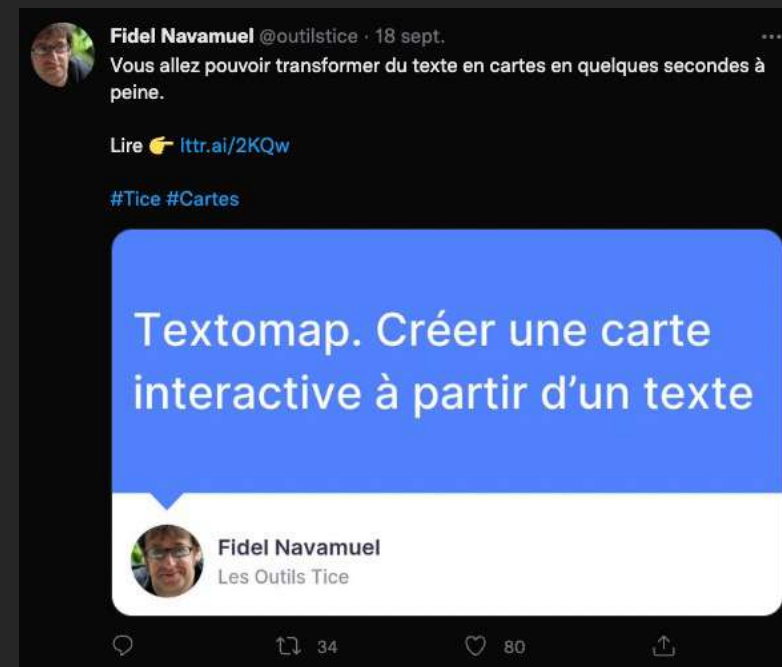 Fidel Navamuel @outilstice · 18 sept.
Vous allez pouvoir transformer du texte en cartes en quelques secondes à
peine.
Lire 👉 lttr.ai/2KQw
#Tice #Cartes
Textomap. Créer une carte
interactive à partir d’un texte
Fidel Navamuel
Les Outils Tice
34 80